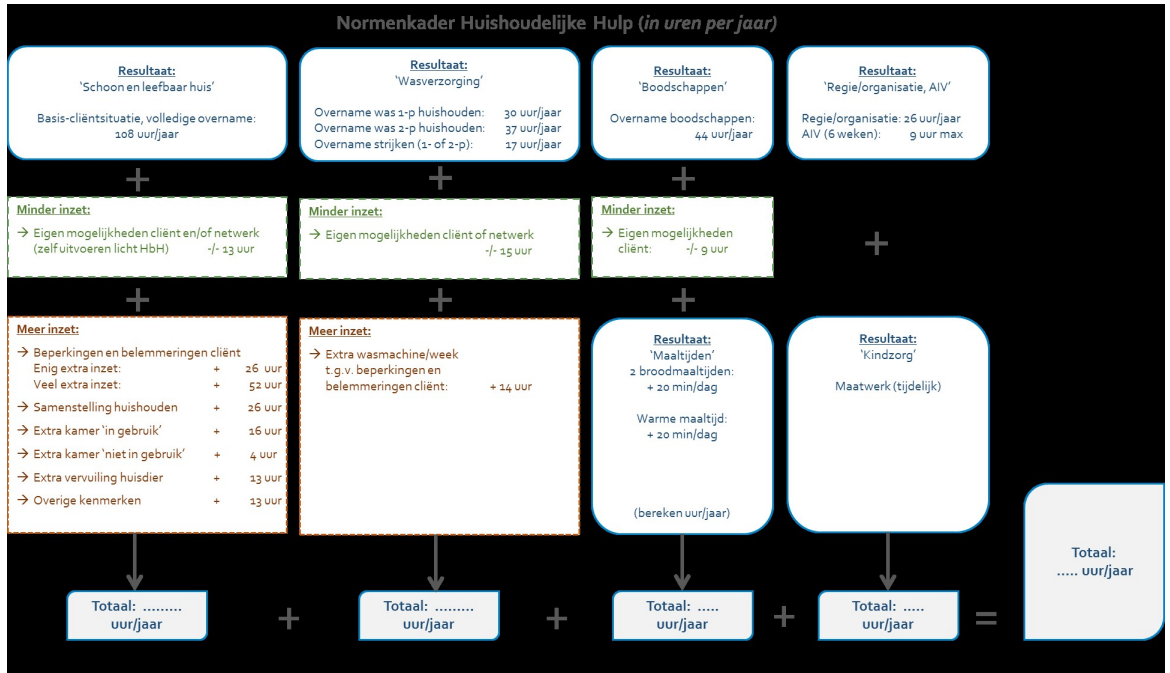 Normenkader Huishoudelijke Hulp (in uren per jaar)
Resultaat:
‘Schoon en leefbaar huis’
Basis-cliëntsituatie, volledige overname:
108 uur/jaar
Resultaat:
‘Wasverzorging’
Overname was 1-p huishouden: 30 uur/jaar
Overname was 2-p huishouden: 37 uur/jaar
Overname strijken (1- of 2-p): 17 uur/jaar
Resultaat:
‘Boodschappen’
Overname boodschappen:
44 uur/jaar
Resultaat:
‘Regie/organisatie, AIV’
Regie/organisatie: 26 uur/jaar
AIV (6 weken): 9 uur max
+ + +
Minder inzet:
→ Eigen mogelijkheden cliënt en/of netwerk
(zelf uitvoeren licht HbH) -/- 13 uur
Minder inzet:
→ Eigen mogelijkheden cliënt of netwerk
-/- 15 uur
Minder inzet:
→ Eigen mogelijkheden
cliënt: -/- 9 uur
+
+ + +
Meer inzet:
→ Beperkingen en belemmeringen cliënt
Enig extra inzet: + 26 uur
Veel extra inzet: + 52 uur
→ Samenstelling huishouden + 26 uur
→ Extra kamer ‘in gebruik’ + 16 uur
→ Extra kamer ‘niet in gebruik’ + 4 uur
→ Extra vervuiling huisdier + 13 uur
→ Overige kenmerken + 13 uur
Meer inzet:
→ Extra wasmachine/week
t.g.v. beperkingen en
belemmeringen cliënt: + 14 uur
Resultaat:
‘Maaltijden’
2 broodmaaltijden:
+ 20 min/dag
Warme maaltijd:
+ 20 min/dag
(bereken uur/jaar)
Resultaat:
‘Kindzorg’
Maatwerk (tijdelijk)
Totaal: .........
uur/jaar
+
Totaal: .........
uur/jaar
+
Totaal: .....
uur/jaar
+
Totaal: .....
uur/jaar
=
Totaal:
..... uur/jaar